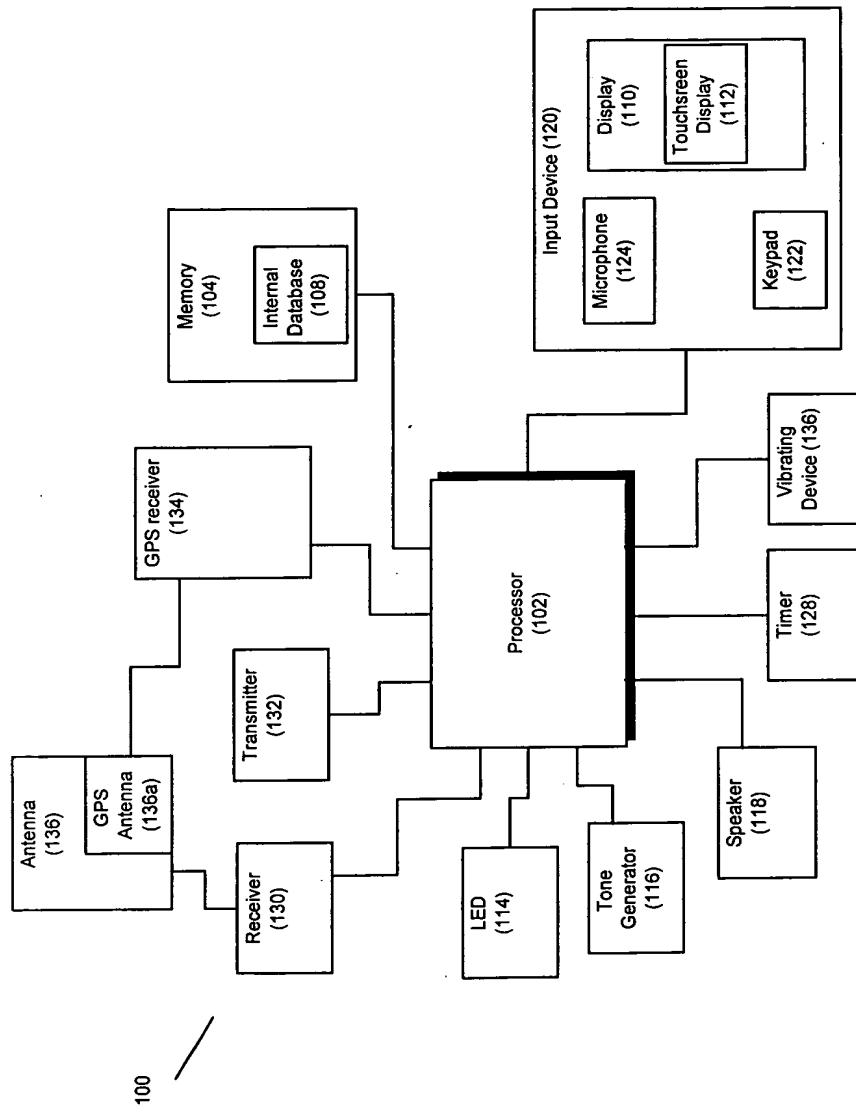 100
Antenna
(136)
GPS
Antenna
(136a)
Receiver
(130)
Transmitter
(132)
GPS receiver
(134)
Memory
(104)
Internal
Database
(108)
LED
(114)
Tone
Generator
(116)
Processor
(102)
Speaker
(118)
Timer
(128)
Vibrating
Device (136)
Input Device (120)
Microphone
(124)
Display
(110)
Touchsreen
Display
(112)
Keypad
(122)